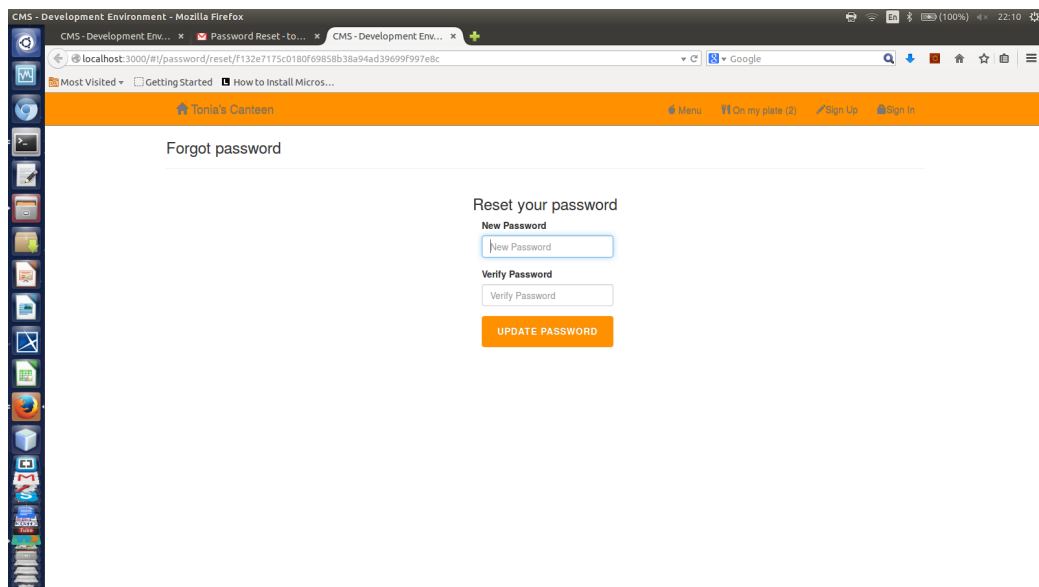 CMS - Development Environment - Mozilla Firefox
En
(100%)
22:10
CMS - Development Env... ×
Password Reset - to... ×
CMS - Development Env... ×
localhost:3000/#!/password/reset/f132e7175c0180f69858b38a94ad39699f997e8c
Google
Most Visited
Getting Started
How to Install Micros...
Tonia's Canteen
Menu
On my plate (2)
Sign Up
Sign In
Forgot password
Reset your password
New Password
New Password
Verify Password
Verify Password
UPDATE PASSWORD